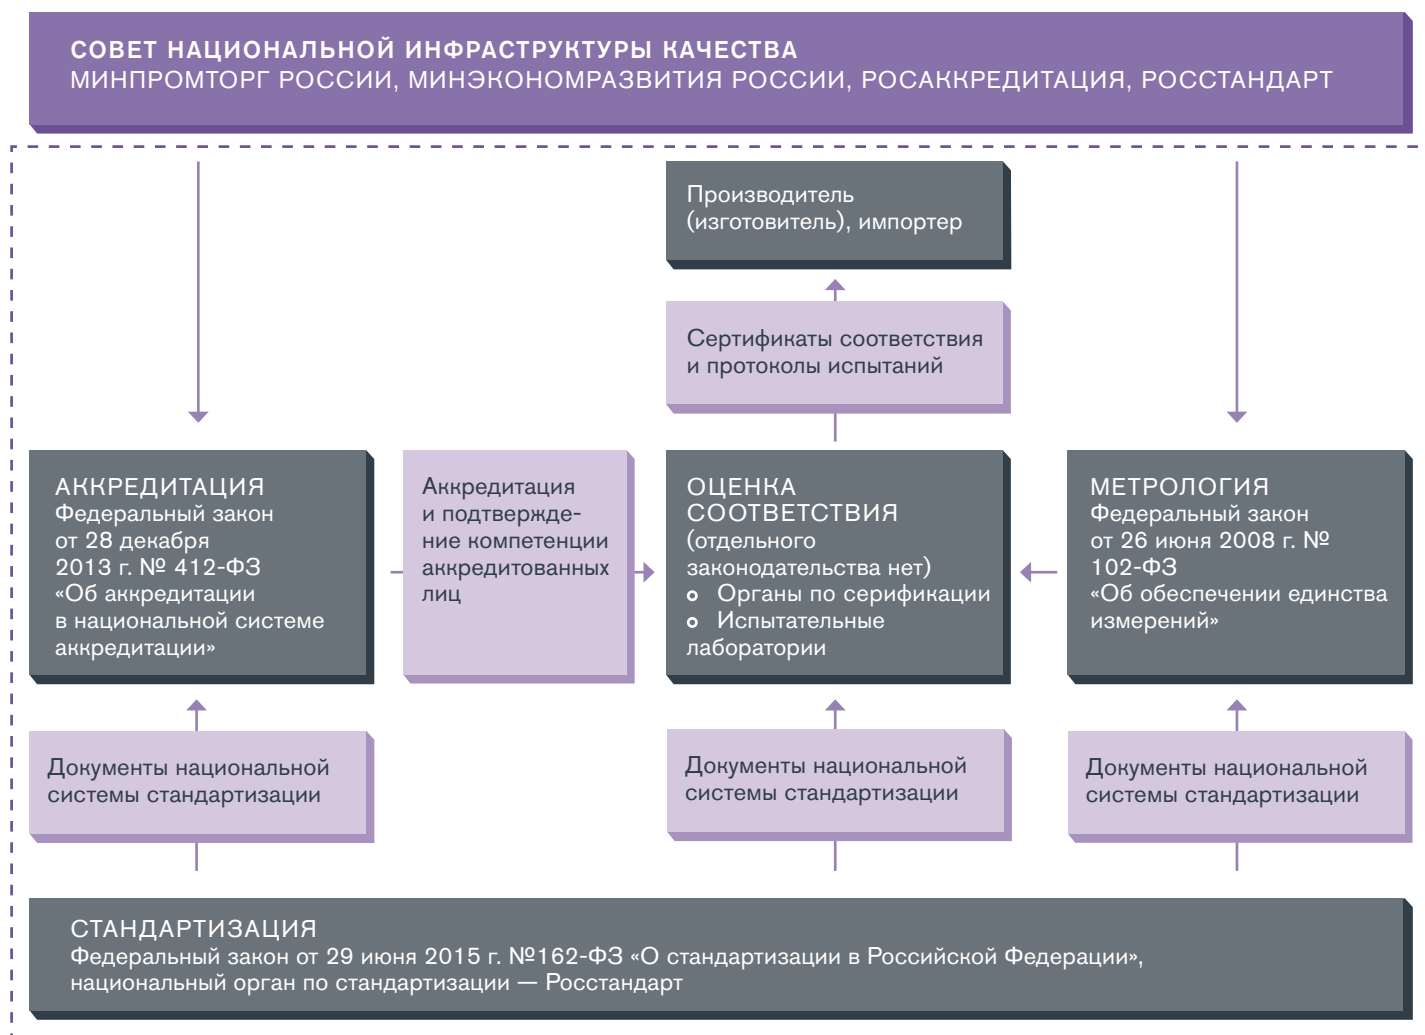 СОВЕТ НАЦИОНАЛЬНОЙ ИНФРАСТРУКТУРЫ КАЧЕСТВА
МИНПРОМТОРГ РОССИИ, МИНЭКОНОМРАЗВИТИЯ РОССИИ, РОСАККРЕДИТАЦИЯ, РОССТАНДАРТ
Производитель
(изготовитель), импортер
Сертификаты соответствия
и протоколы испытаний
АККРЕДИТАЦИЯ
Федеральный закон
от 28 декабря
2013 г. № 412-ФЗ
«Об аккредитации
в национальной системе
аккредитации»
Аккредитация
и подтвержде-
ние компетенции
аккредитованных
лиц
ОЦЕНКА
СООТВЕТСТВИЯ
(отдельного
законодательства нет)
Органы по серификации
Испытательные
лаборатории
МЕТРОЛОГИЯ
Федеральный закон
от 26 июня 2008 г. №
102-ФЗ
«Об обеспечении единства
измерений»
Документы национальной
системы стандартизации
Документы национальной
системы стандартизации
Документы национальной
системы стандартизации
СТАНДАРТИЗАЦИЯ
Федеральный закон от 29 июня 2015 г. №162-ФЗ «О стандартизации в Российской Федерации»,
национальный орган по стандартизации — Росстандарт